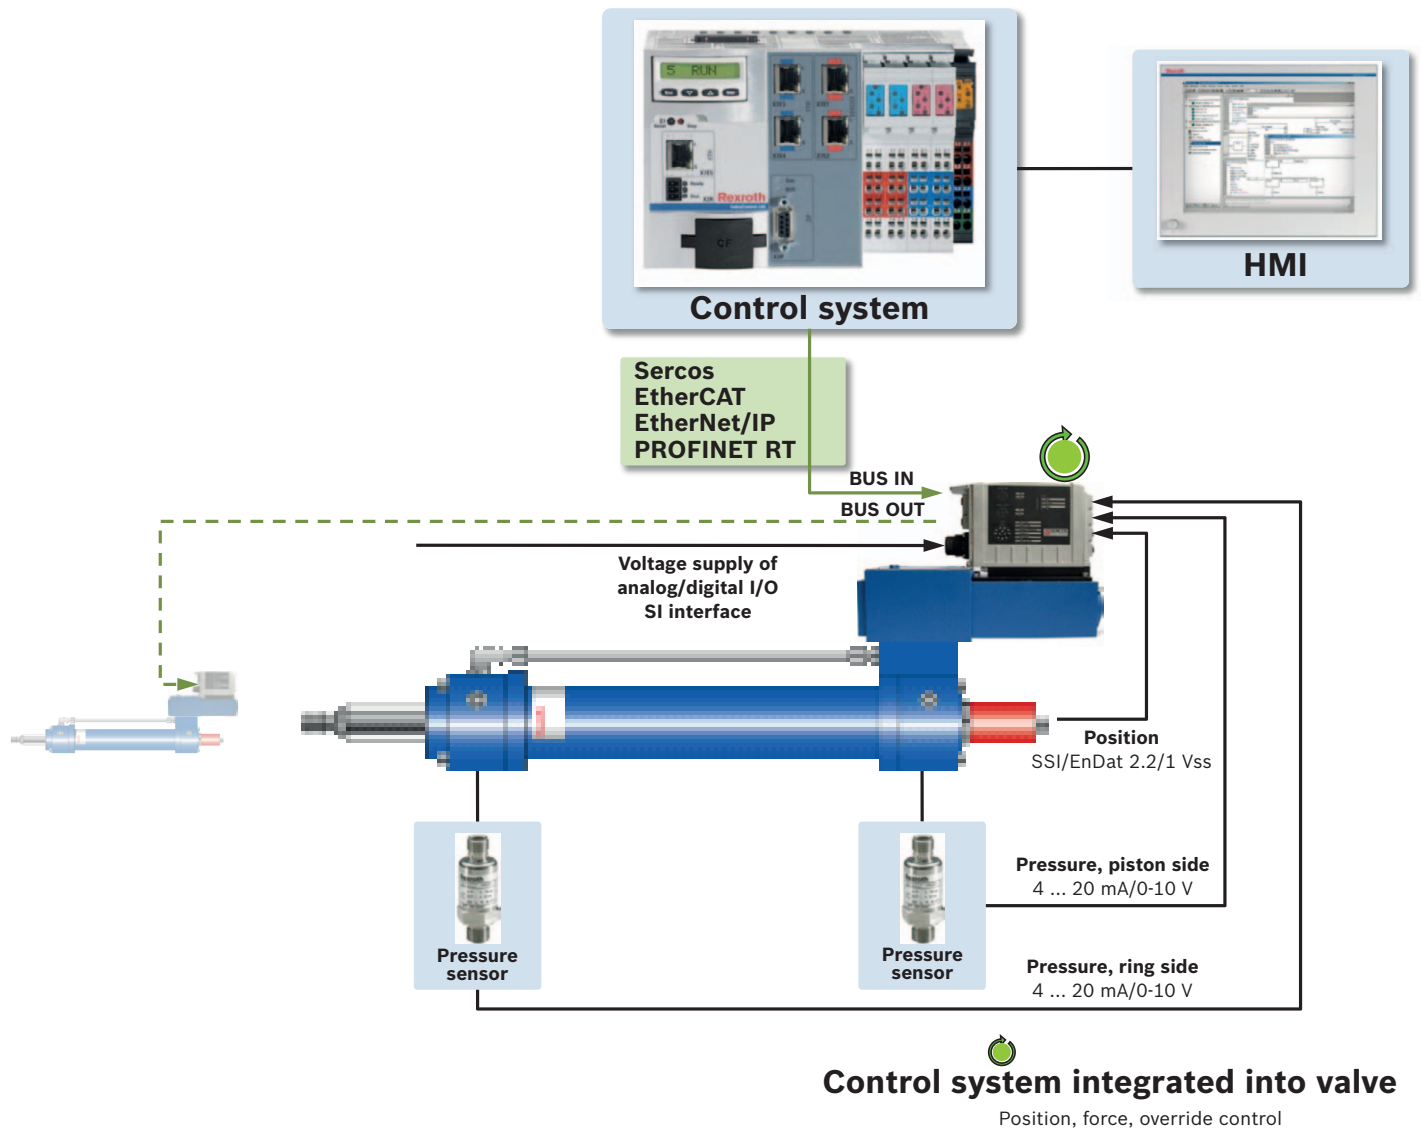 5 RUN
Rexroth
CF
Control system
HMI
Sercos
EtherCAT
EtherNet/IP
PROFINET RT
BUS IN
BUS OUT
Voltage supply of
analog/digital I/O
SI interface
Position
SSI/EnDat 2.2/1 Vss
Pressure, piston side
4 ... 20 mA/0-10 V
Pressure
sensor
Pressure
sensor
Pressure, ring side
4 ... 20 mA/0-10 V
Control system integrated into valve
Position, force, override control